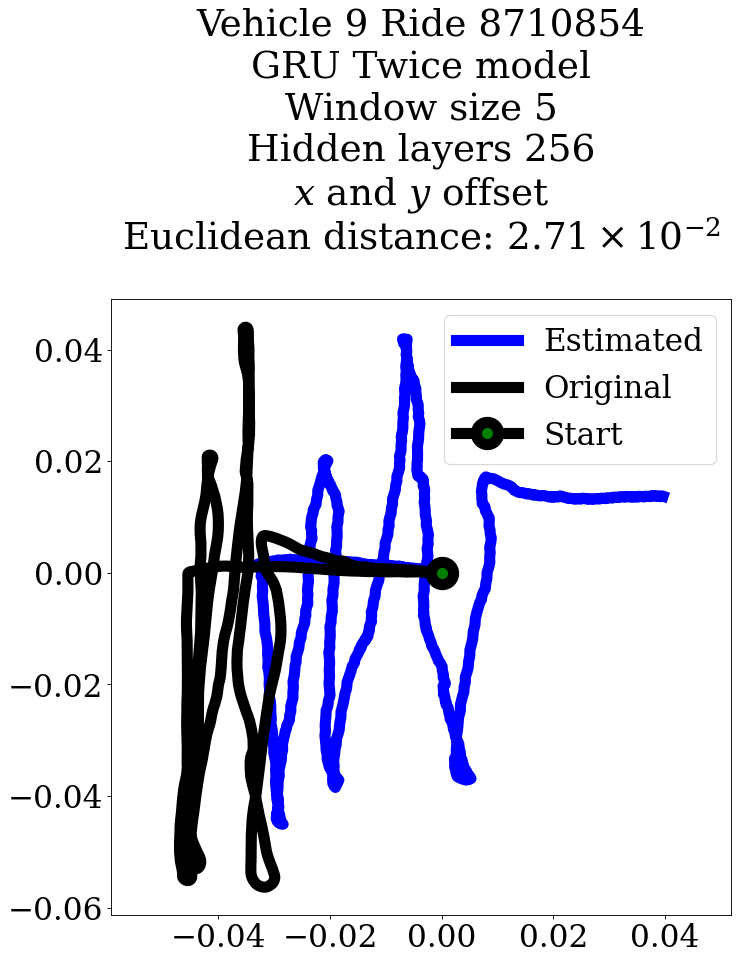 Vehicle 9 Ride 8710854
GRU Twice model
Window size 5
Hidden layers 256
x and y offset
Euclidean distance: 2.71 × 10⁻²
Estimated
Original
Start
0.04
0.02
0.00
−0.02
−0.04
−0.06
−0.04 −0.02 0.00 0.02 0.04